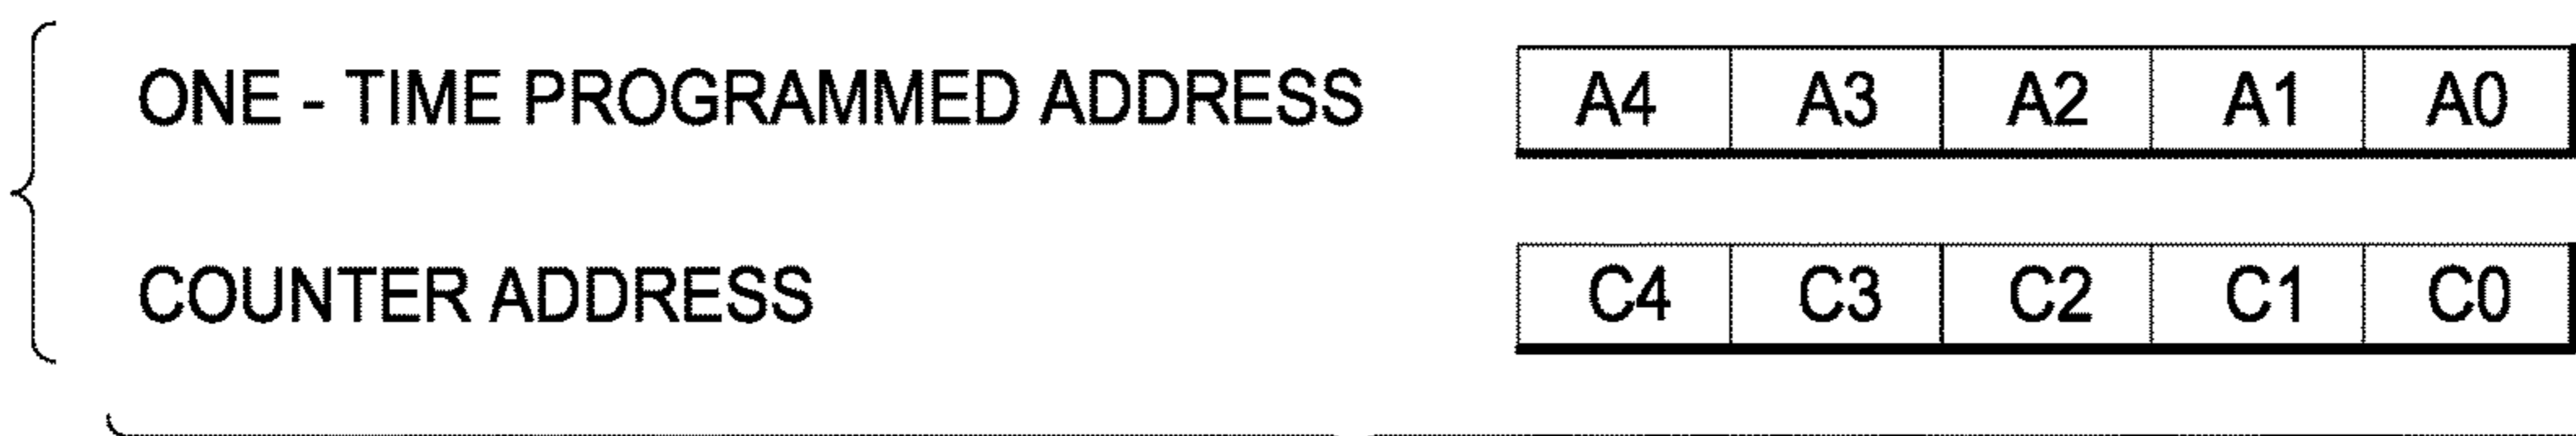 ONE - TIME PROGRAMMED ADDRESS A4 A3 A2 A1 A0
COUNTER ADDRESS C4 C3 C2 C1 C0